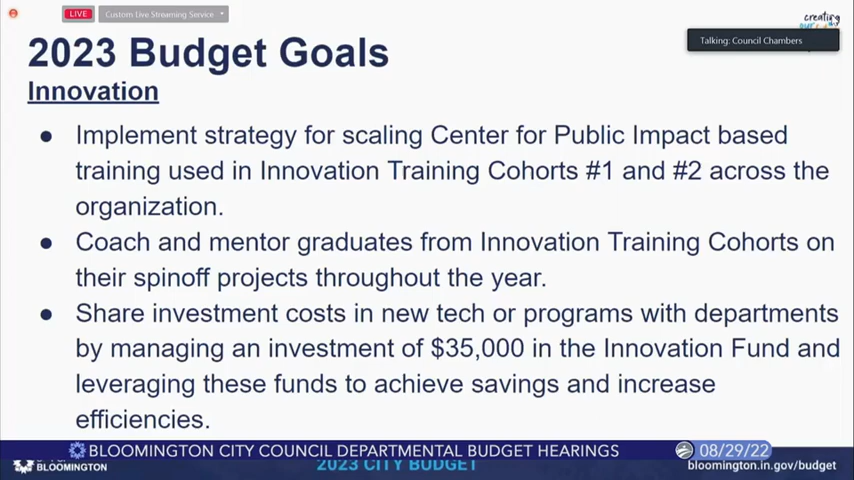 LIVE
Custom Live Streaming Service
creating
Talking: Council Chambers
2023 Budget Goals
Innovation
● Implement strategy for scaling Center for Public Impact based
training used in Innovation Training Cohorts #1 and #2 across the
organization.
● Coach and mentor graduates from Innovation Training Cohorts on
their spinoff projects throughout the year.
● Share investment costs in new tech or programs with departments
by managing an investment of $35,000 in the Innovation Fund and
leveraging these funds to achieve savings and increase
efficiencies.
BLOOMINGTON CITY COUNCIL DEPARTMENTAL BUDGET HEARINGS
08/29/22
BLOOMINGTON
2023 CITY BUDGET
bloomington.in.gov/budget